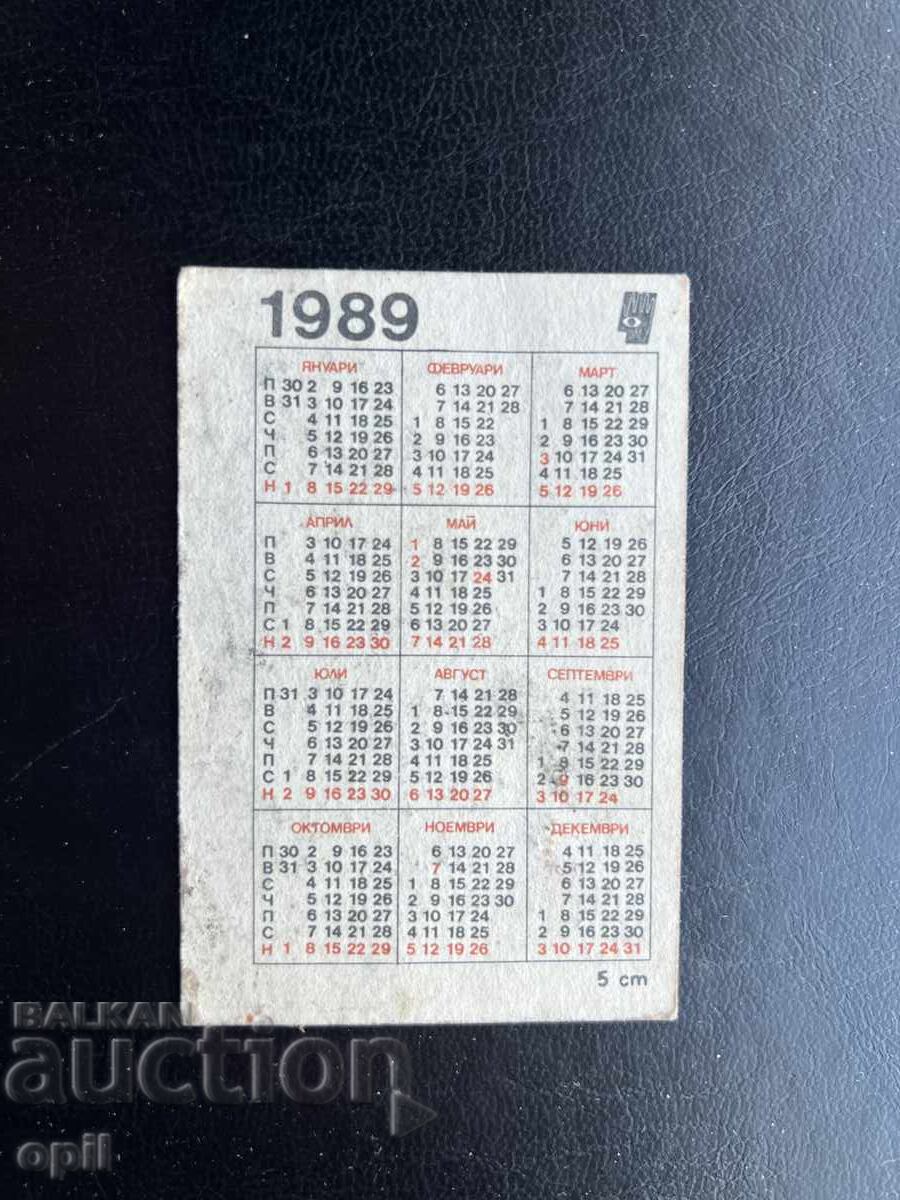 1989
ЯНУАРИ ФЕВРУАРИ МАРТ
П 30 2 9 16 23 6 13 20 27 6 13 20 27
В 31 3 10 17 24 7 14 21 28 7 14 21 28
С 4 11 18 25 1 8 15 22 1 8 15 22 29
Ч 5 12 19 26 2 9 16 23 2 9 16 23 30
П 6 13 20 27 3 10 17 24 3 10 17 24 31
С 7 14 21 28 4 11 18 25 4 11 18 25
Н 1 8 15 22 29 5 12 19 26 5 12 19 26
АПРИЛ МАЙ ЮНИ
П 3 10 17 24 1 8 15 22 29 5 12 19 26
В 4 11 18 25 2 9 16 23 30 6 13 20 27
С 5 12 19 26 3 10 17 24 31 7 14 21 28
Ч 6 13 20 27 4 11 18 25 1 8 15 22 29
П 7 14 21 28 5 12 19 26 2 9 16 23 30
С 1 8 15 22 29 6 13 20 27 3 10 17 24
Н 2 9 16 23 30 7 14 21 28 4 11 18 25
ЮЛИ АВГУСТ СЕПТЕМВРИ
П 31 3 10 17 24 7 14 21 28 4 11 18 25
В 4 11 18 25 1 8 15 22 29 5 12 19 26
С 5 12 19 26 2 9 16 23 30 6 13 20 27
Ч 6 13 20 27 3 10 17 24 31 7 14 21 28
П 7 14 21 28 4 11 18 25 1 8 15 22 29
С 1 8 15 22 29 5 12 19 26 2 9 16 23 30
Н 2 9 16 23 30 6 13 20 27 3 10 17 24
ОКТОМВРИ НОЕМВРИ ДЕКЕМВРИ
П 30 2 9 16 23 6 13 20 27 4 11 18 25
В 31 3 10 17 24 7 14 21 28 5 12 19 26
С 4 11 18 25 1 8 15 22 29 6 13 20 27
Ч 5 12 19 26 2 9 16 23 30 7 14 21 28
П 6 13 20 27 3 10 17 24 1 8 15 22 29
С 7 14 21 28 4 11 18 25 2 9 16 23 30
Н 1 8 15 22 29 5 12 19 26 3 10 17 24 31
5 cm
BALKAN
auction
opil